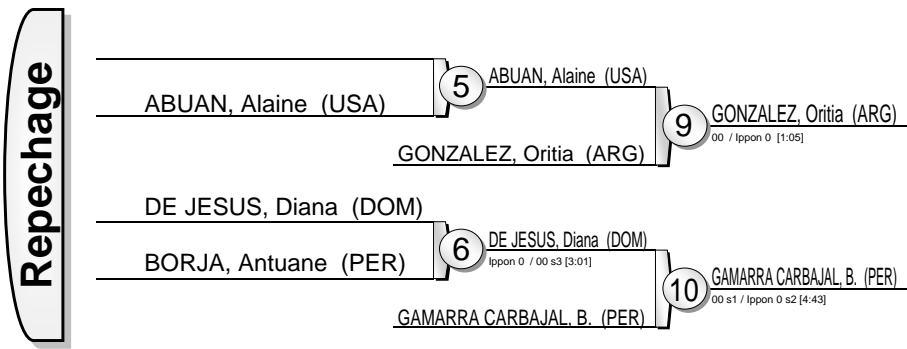 Repechage
ABUAN, Alaine (USA)
5
ABUAN, Alaine (USA)
GONZALEZ, Oritia (ARG)
9
GONZALEZ, Oritia (ARG)
00 / Ippon 0 [1:05]
DE JESUS, Diana (DOM)
BORJA, Antuane (PER)
6
DE JESUS, Diana (DOM)
Ippon 0 / 00 s3 [3:01]
GAMARRA CARBAJAL, B. (PER)
10
GAMARRA CARBAJAL, B. (PER)
00 s1 / Ippon 0 s2 [4:43]